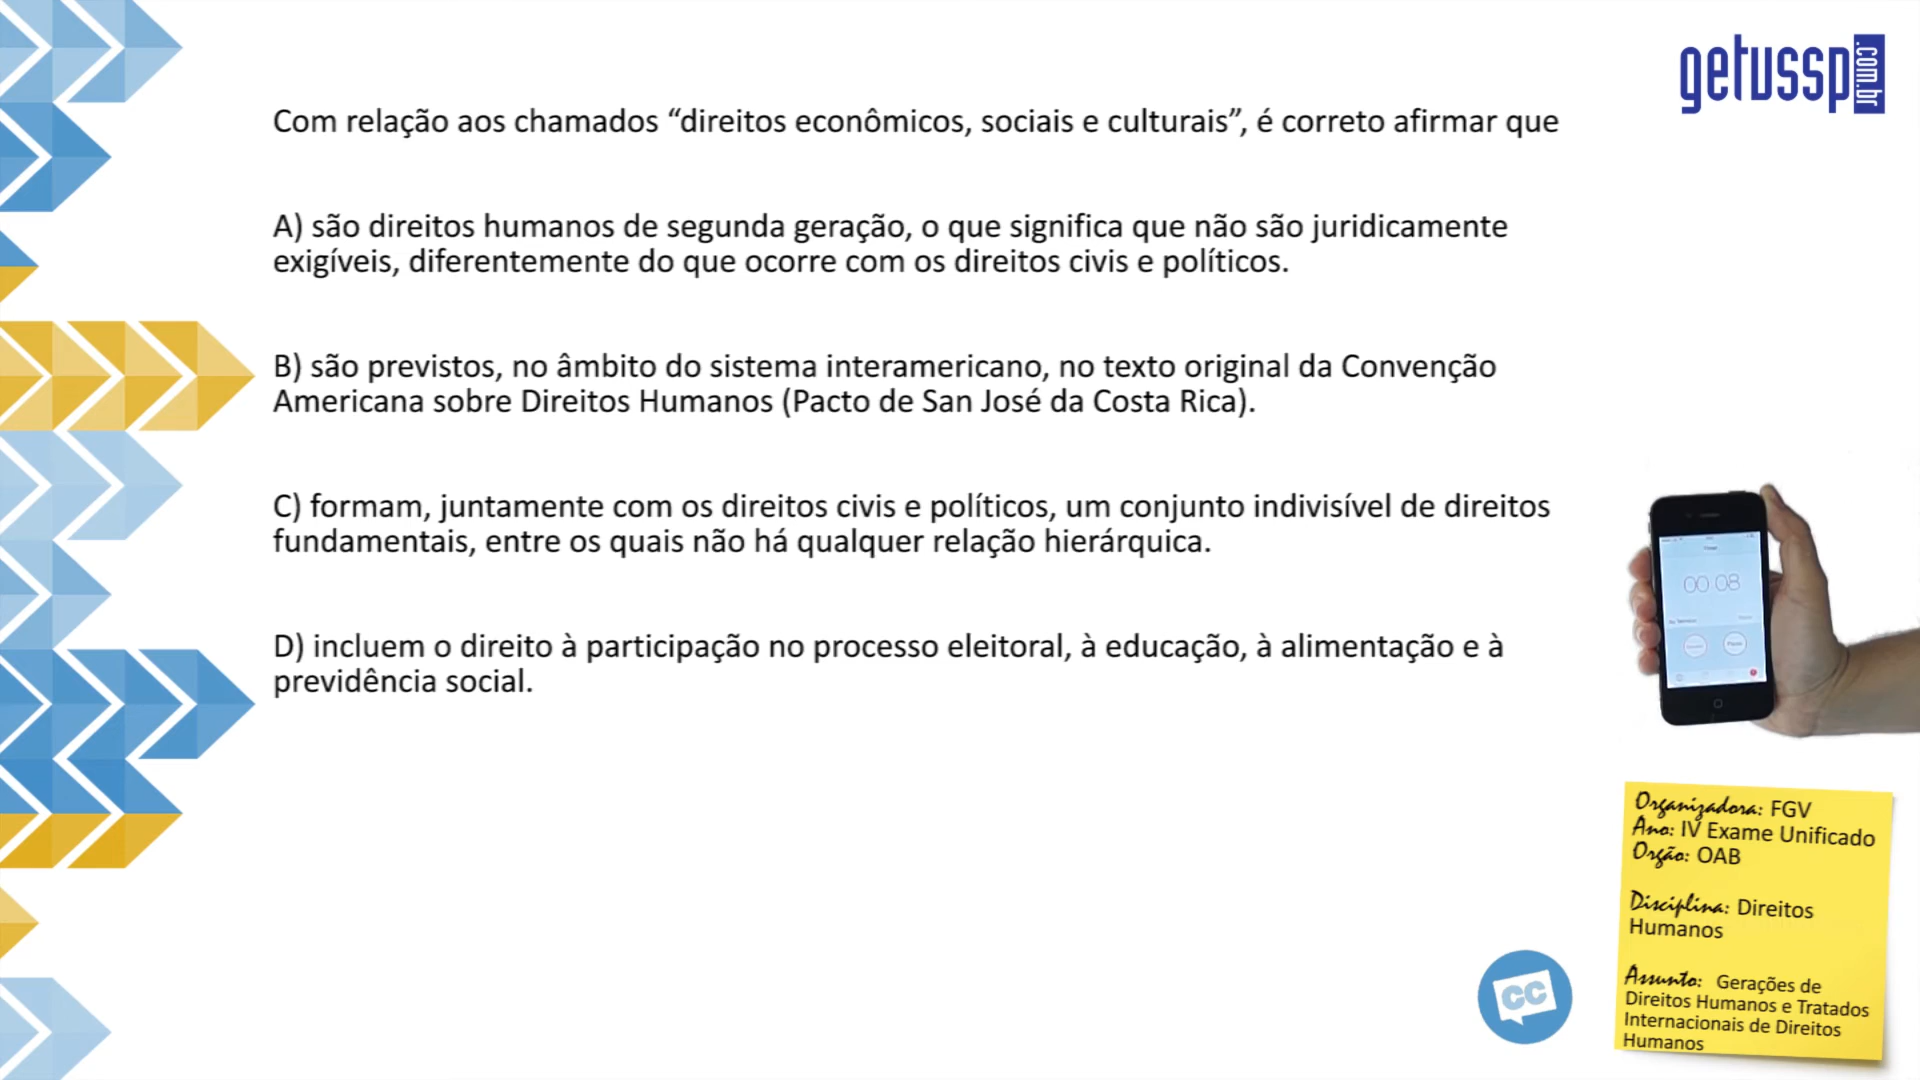 getussp.com.br
Com relação aos chamados “direitos econômicos, sociais e culturais”, é correto afirmar que
A) são direitos humanos de segunda geração, o que significa que não são juridicamente
exigíveis, diferentemente do que ocorre com os direitos civis e políticos.
B) são previstos, no âmbito do sistema interamericano, no texto original da Convenção
Americana sobre Direitos Humanos (Pacto de San José da Costa Rica).
C) formam, juntamente com os direitos civis e políticos, um conjunto indivisível de direitos
fundamentais, entre os quais não há qualquer relação hierárquica.
D) incluem o direito à participação no processo eleitoral, à educação, à alimentação e à
previdência social.
00 08
Organizadora: FGV
Ano: IV Exame Unificado
Orgão: OAB
Disciplina: Direitos
Humanos
Assunto: Gerações de
Direitos Humanos e Tratados
Internacionais de Direitos
Humanos
CC